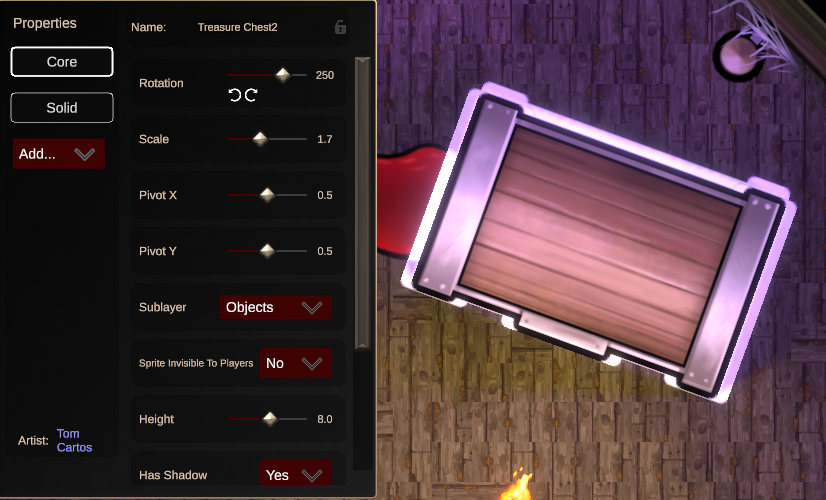 Properties
Core
Solid
Add...
Artist: Tom
Cartos
Name: Treasure Chest2
Rotation 250
Scale 1.7
Pivot X 0.5
Pivot Y 0.5
Sublayer Objects
Sprite Invisible To Players No
Height 8.0
Has Shadow Yes